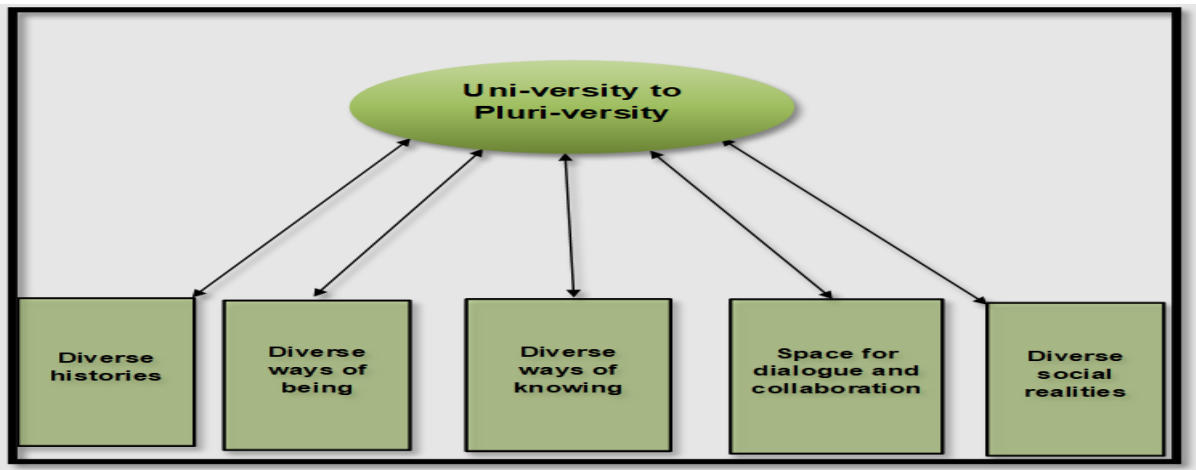 Uni-versity to
Pluri-versity
Diverse
histories
Diverse
ways of
being
Diverse
ways of
knowing
Space for
dialogue and
collaboration
Diverse
social
realities